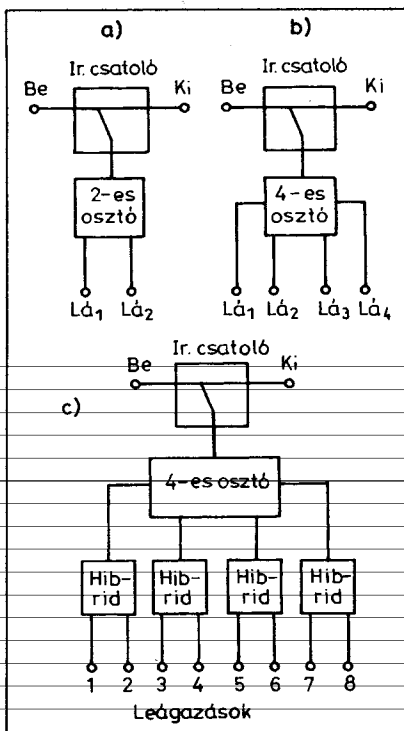 a) b)
Ir. csatoló Ir. csatoló
Be Ki Be Ki
2-es
osztó
4-es
osztó
Lá₁ Lá₂ Lá₁ Lá₂ Lá₃ Lá₄
Ir. csatoló
Be Ki
c)
4-es osztó
Hib-
rid
Hib-
rid
Hib-
rid
Hib-
rid
1 2 3 4 5 6 7 8
Leágazások